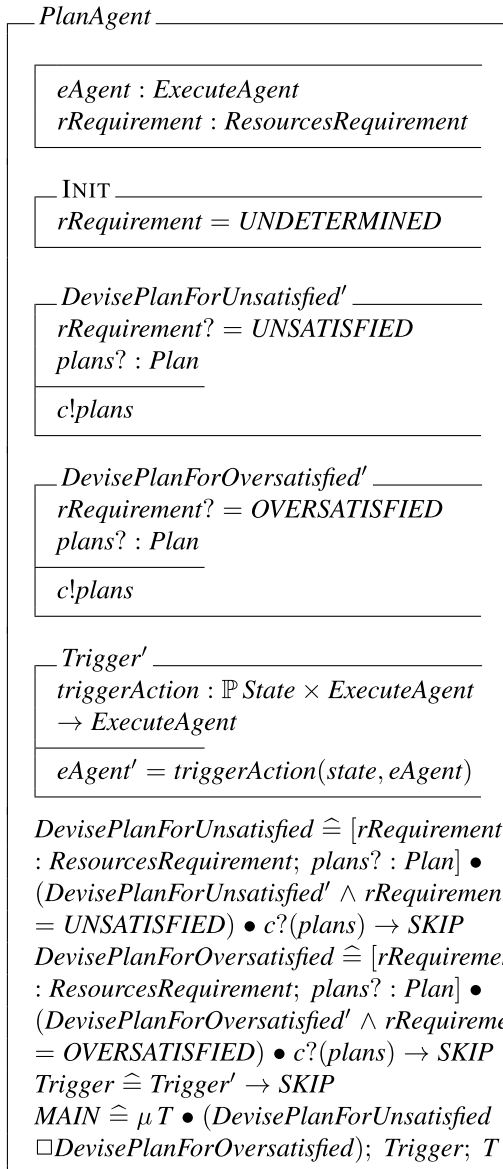 PlanAgent
eAgent : ExecuteAgent
rRequirement : ResourcesRequirement
INIT
rRequirement = UNDETERMINED
DevisePlanForUnsatisfied′
rRequirement? = UNSATISFIED
plans? : Plan
c!plans
DevisePlanForOversatisfied′
rRequirement? = OVERSATISFIED
plans? : Plan
c!plans
Trigger′
triggerAction : ℙ State × ExecuteAgent
→ ExecuteAgent
eAgent′ = triggerAction(state, eAgent)
DevisePlanForUnsatisfied ≙ [rRequirement
: ResourcesRequirement; plans? : Plan] •
(DevisePlanForUnsatisfied′ ∧ rRequiremen
= UNSATISFIED) • c?(plans) → SKIP
DevisePlanForOversatisfied ≙ [rRequireme
: ResourcesRequirement; plans? : Plan] •
(DevisePlanForOversatisfied′ ∧ rRequireme
= OVERSATISFIED) • c?(plans) → SKIP
Trigger ≙ Trigger′ → SKIP
MAIN ≙ μ T • (DevisePlanForUnsatisfied
□DevisePlanForOversatisfied); Trigger; T